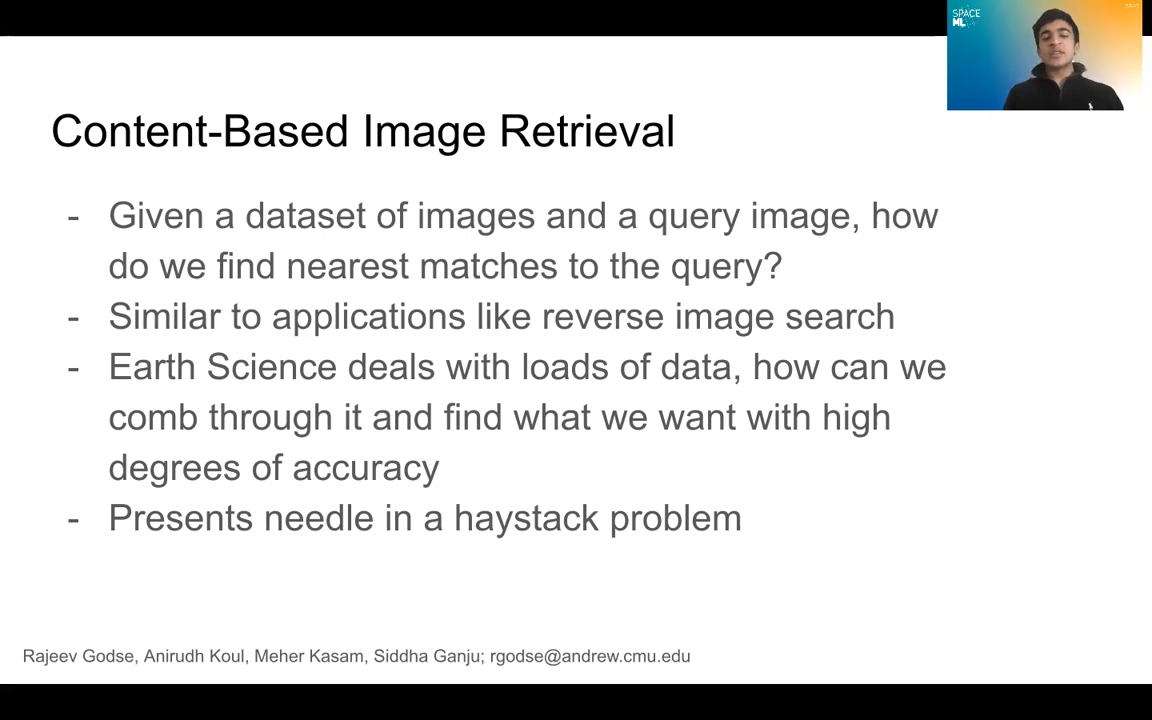 SPACE
ML
Content-Based Image Retrieval
- Given a dataset of images and a query image, how
do we find nearest matches to the query?
- Similar to applications like reverse image search
- Earth Science deals with loads of data, how can we
comb through it and find what we want with high
degrees of accuracy
- Presents needle in a haystack problem
Rajeev Godse, Anirudh Koul, Meher Kasam, Siddha Ganju; rgodse@andrew.cmu.edu